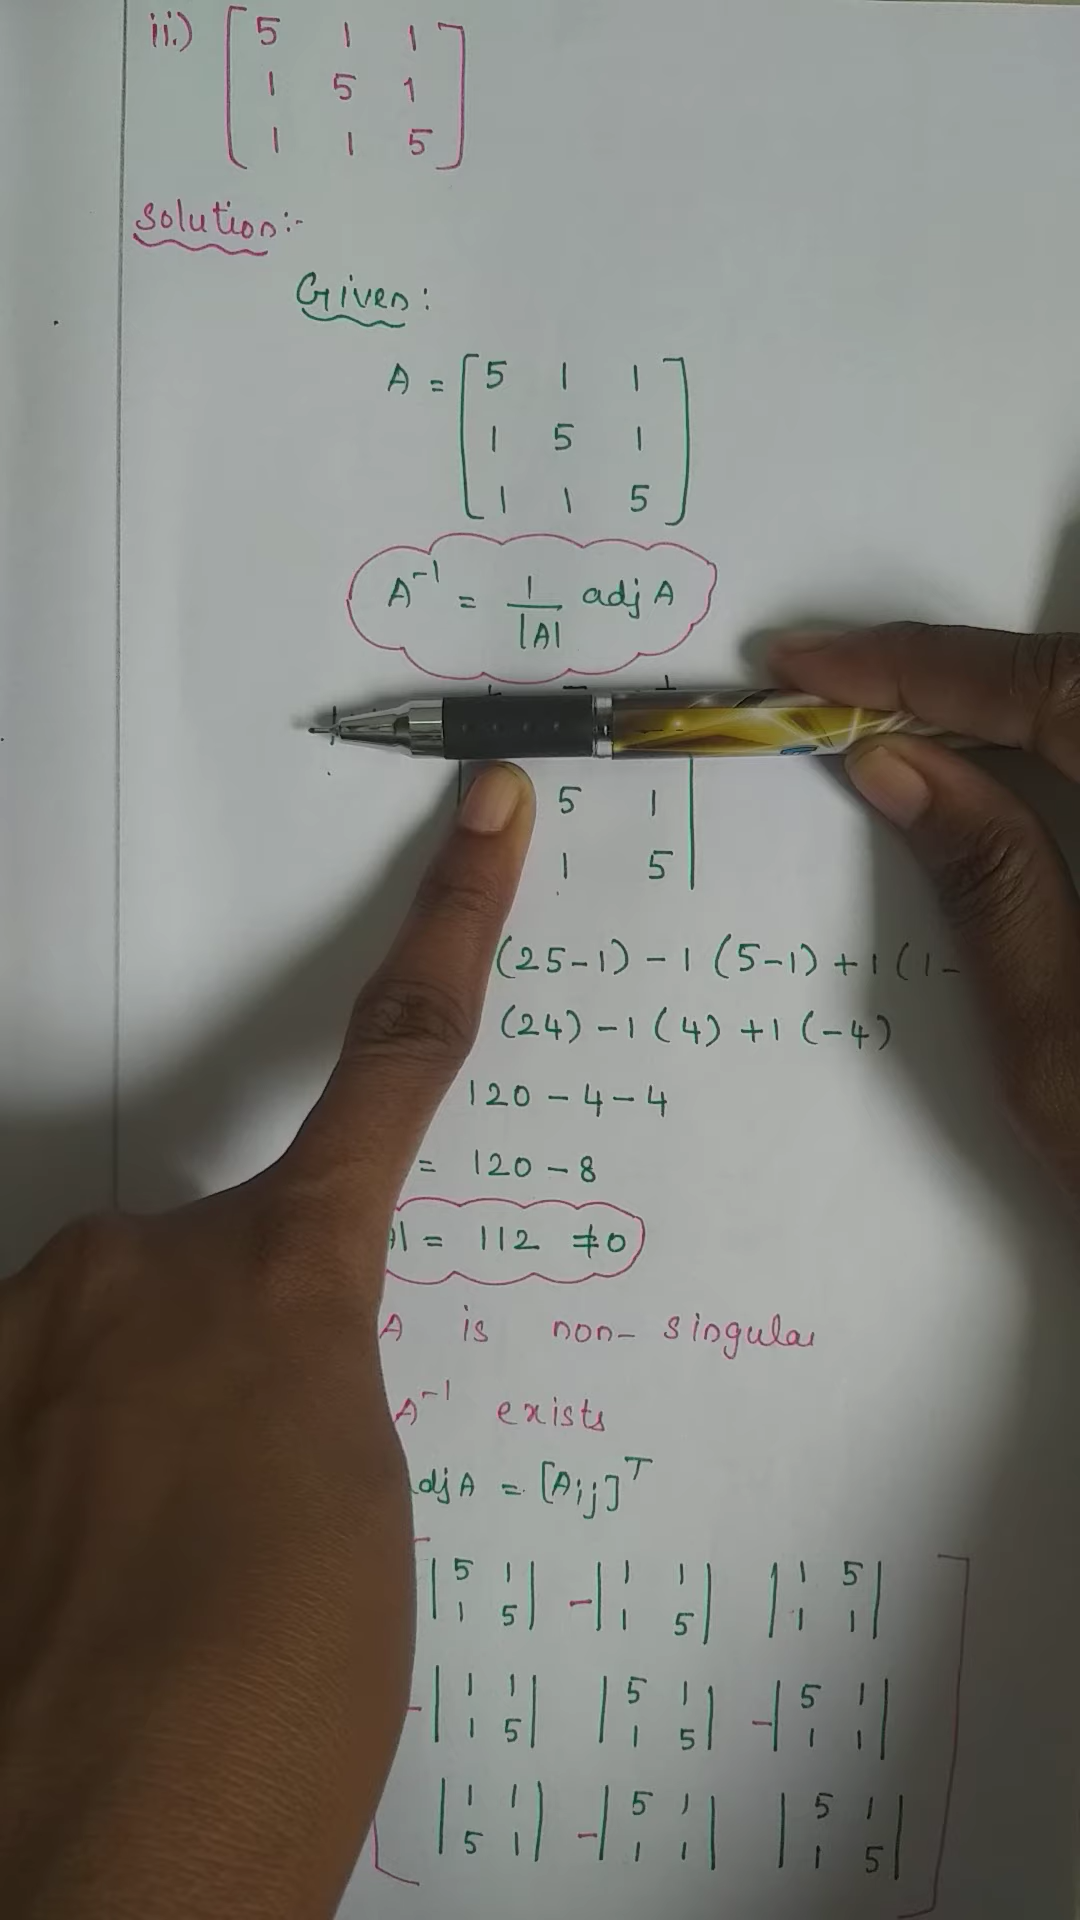 ii.) [5 1 1
1 5 1
1 1 5]
Solution:-
Given:
A = [5 1 1
1 5 1
1 1 5]
A⁻¹ = 1/|A| adj A
5 1
1 5
(25-1) - 1 (5-1) + 1 (1-
(24) - 1 (4) + 1 (-4)
120 - 4 - 4
= 120 - 8
| = 112 ≠0
A is non-singular
A⁻¹ exists
adj A = [Aij]ᵀ
|5 1| -|1 1| |1 5|
|1 5| |1 5| |1 1|
-|1 1| |5 1| -|5 1|
|1 5| |1 5| |1 1|
|1 1| -|5 1| |5 1|
|5 1| |1 1| |1 5|